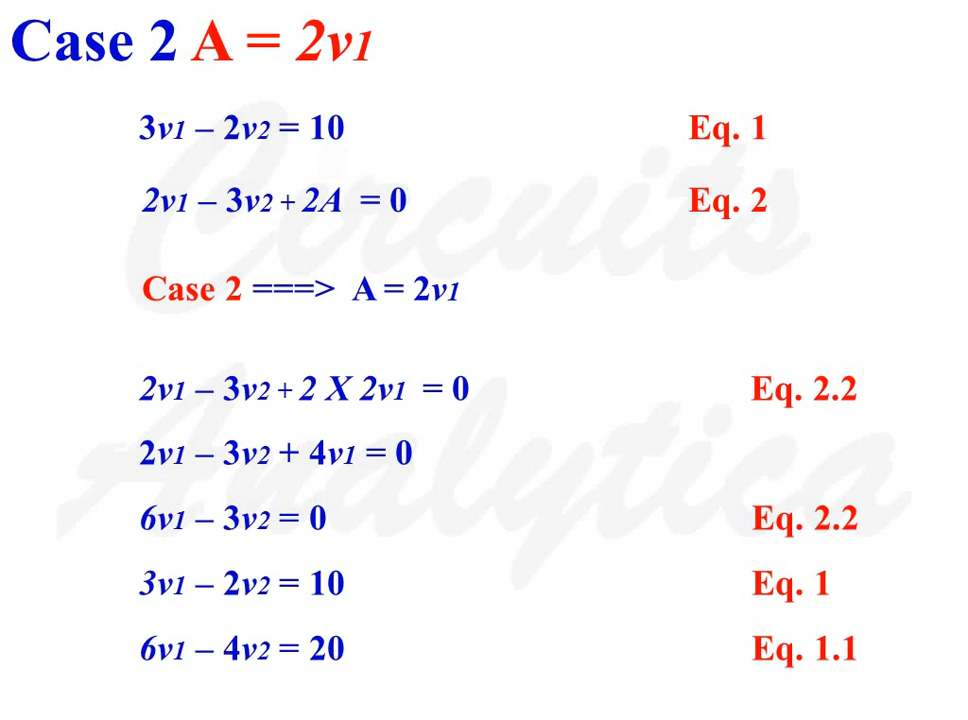 Case 2 A = 2v1
3v1 – 2v2 = 10 Eq. 1
2v1 – 3v2 + 2A = 0 Eq. 2
Case 2 ===> A = 2v1
2v1 – 3v2 + 2 X 2v1 = 0 Eq. 2.2
2v1 – 3v2 + 4v1 = 0
6v1 – 3v2 = 0 Eq. 2.2
3v1 – 2v2 = 10 Eq. 1
6v1 – 4v2 = 20 Eq. 1.1
Circuits
Analytica